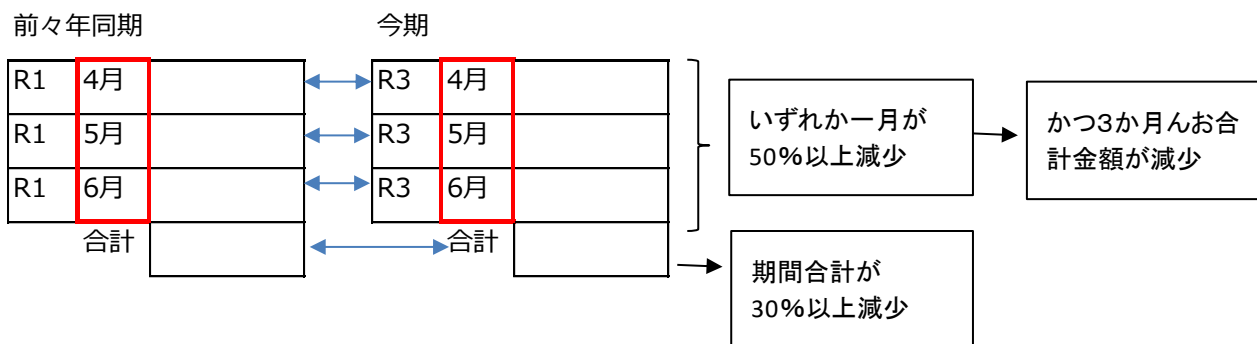 前々年同期
今期
R1 4月
R1 5月
R1 6月
合計
R3 4月
R3 5月
R3 6月
合計
いずれか一月が
50%以上減少
かつ3か月んお合
計金額が減少
期間合計が
30%以上減少